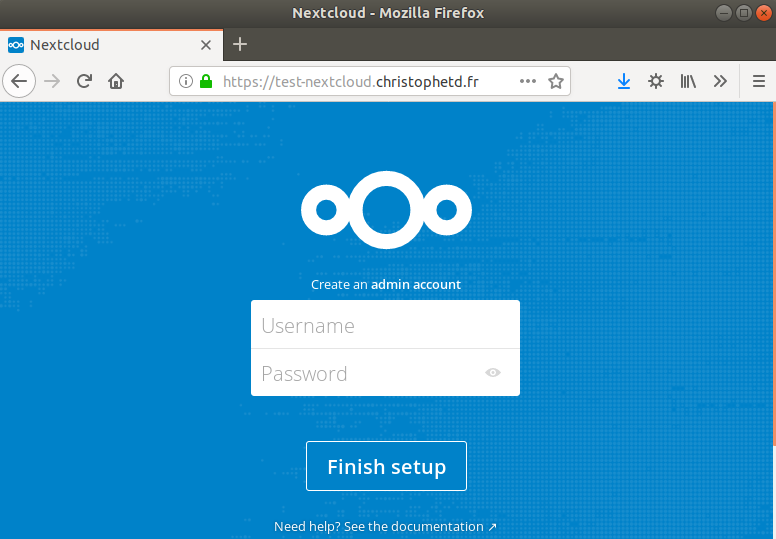 Nextcloud - Mozilla Firefox
Nextcloud
https://test-nextcloud.christophetd.fr
Create an admin account
Username
Password
Finish setup
Need help? See the documentation ↗